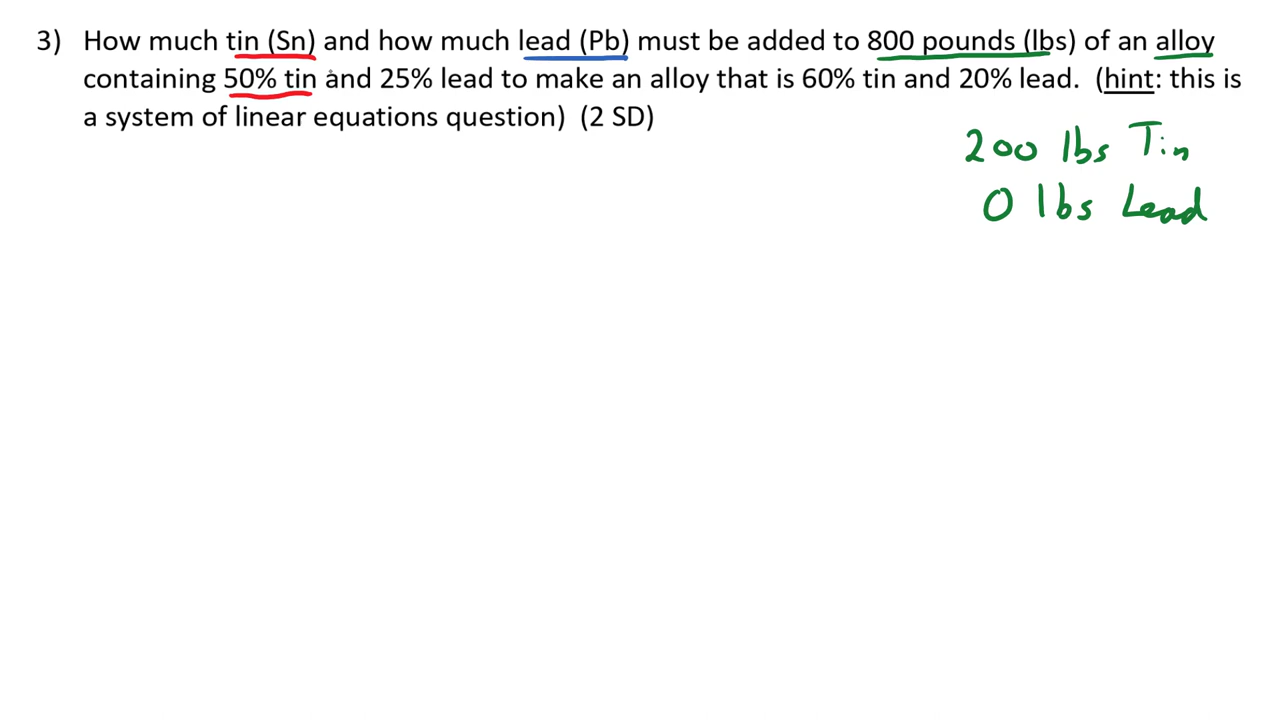 3) How much tin (Sn) and how much lead (Pb) must be added to 800 pounds (lbs) of an alloy
containing 50% tin and 25% lead to make an alloy that is 60% tin and 20% lead. (hint: this is
a system of linear equations question) (2 SD)
200 lbs Tin
0 lbs Lead